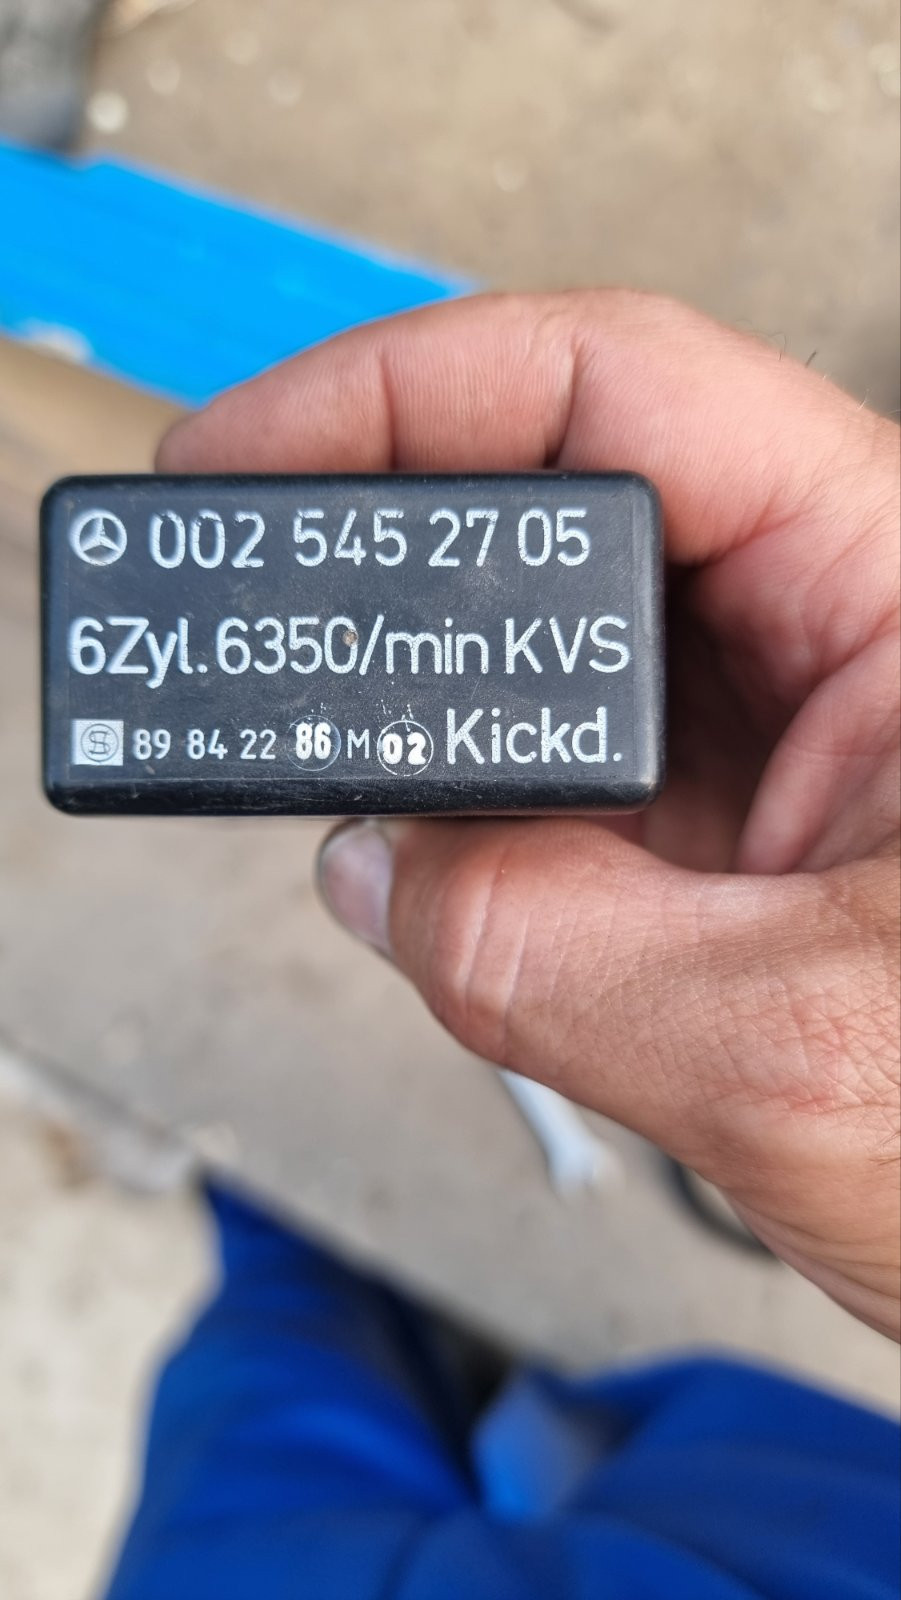 002 545 27 05
6Zyl.6350/min KVS
89 84 22 86 M 02 Kickd.